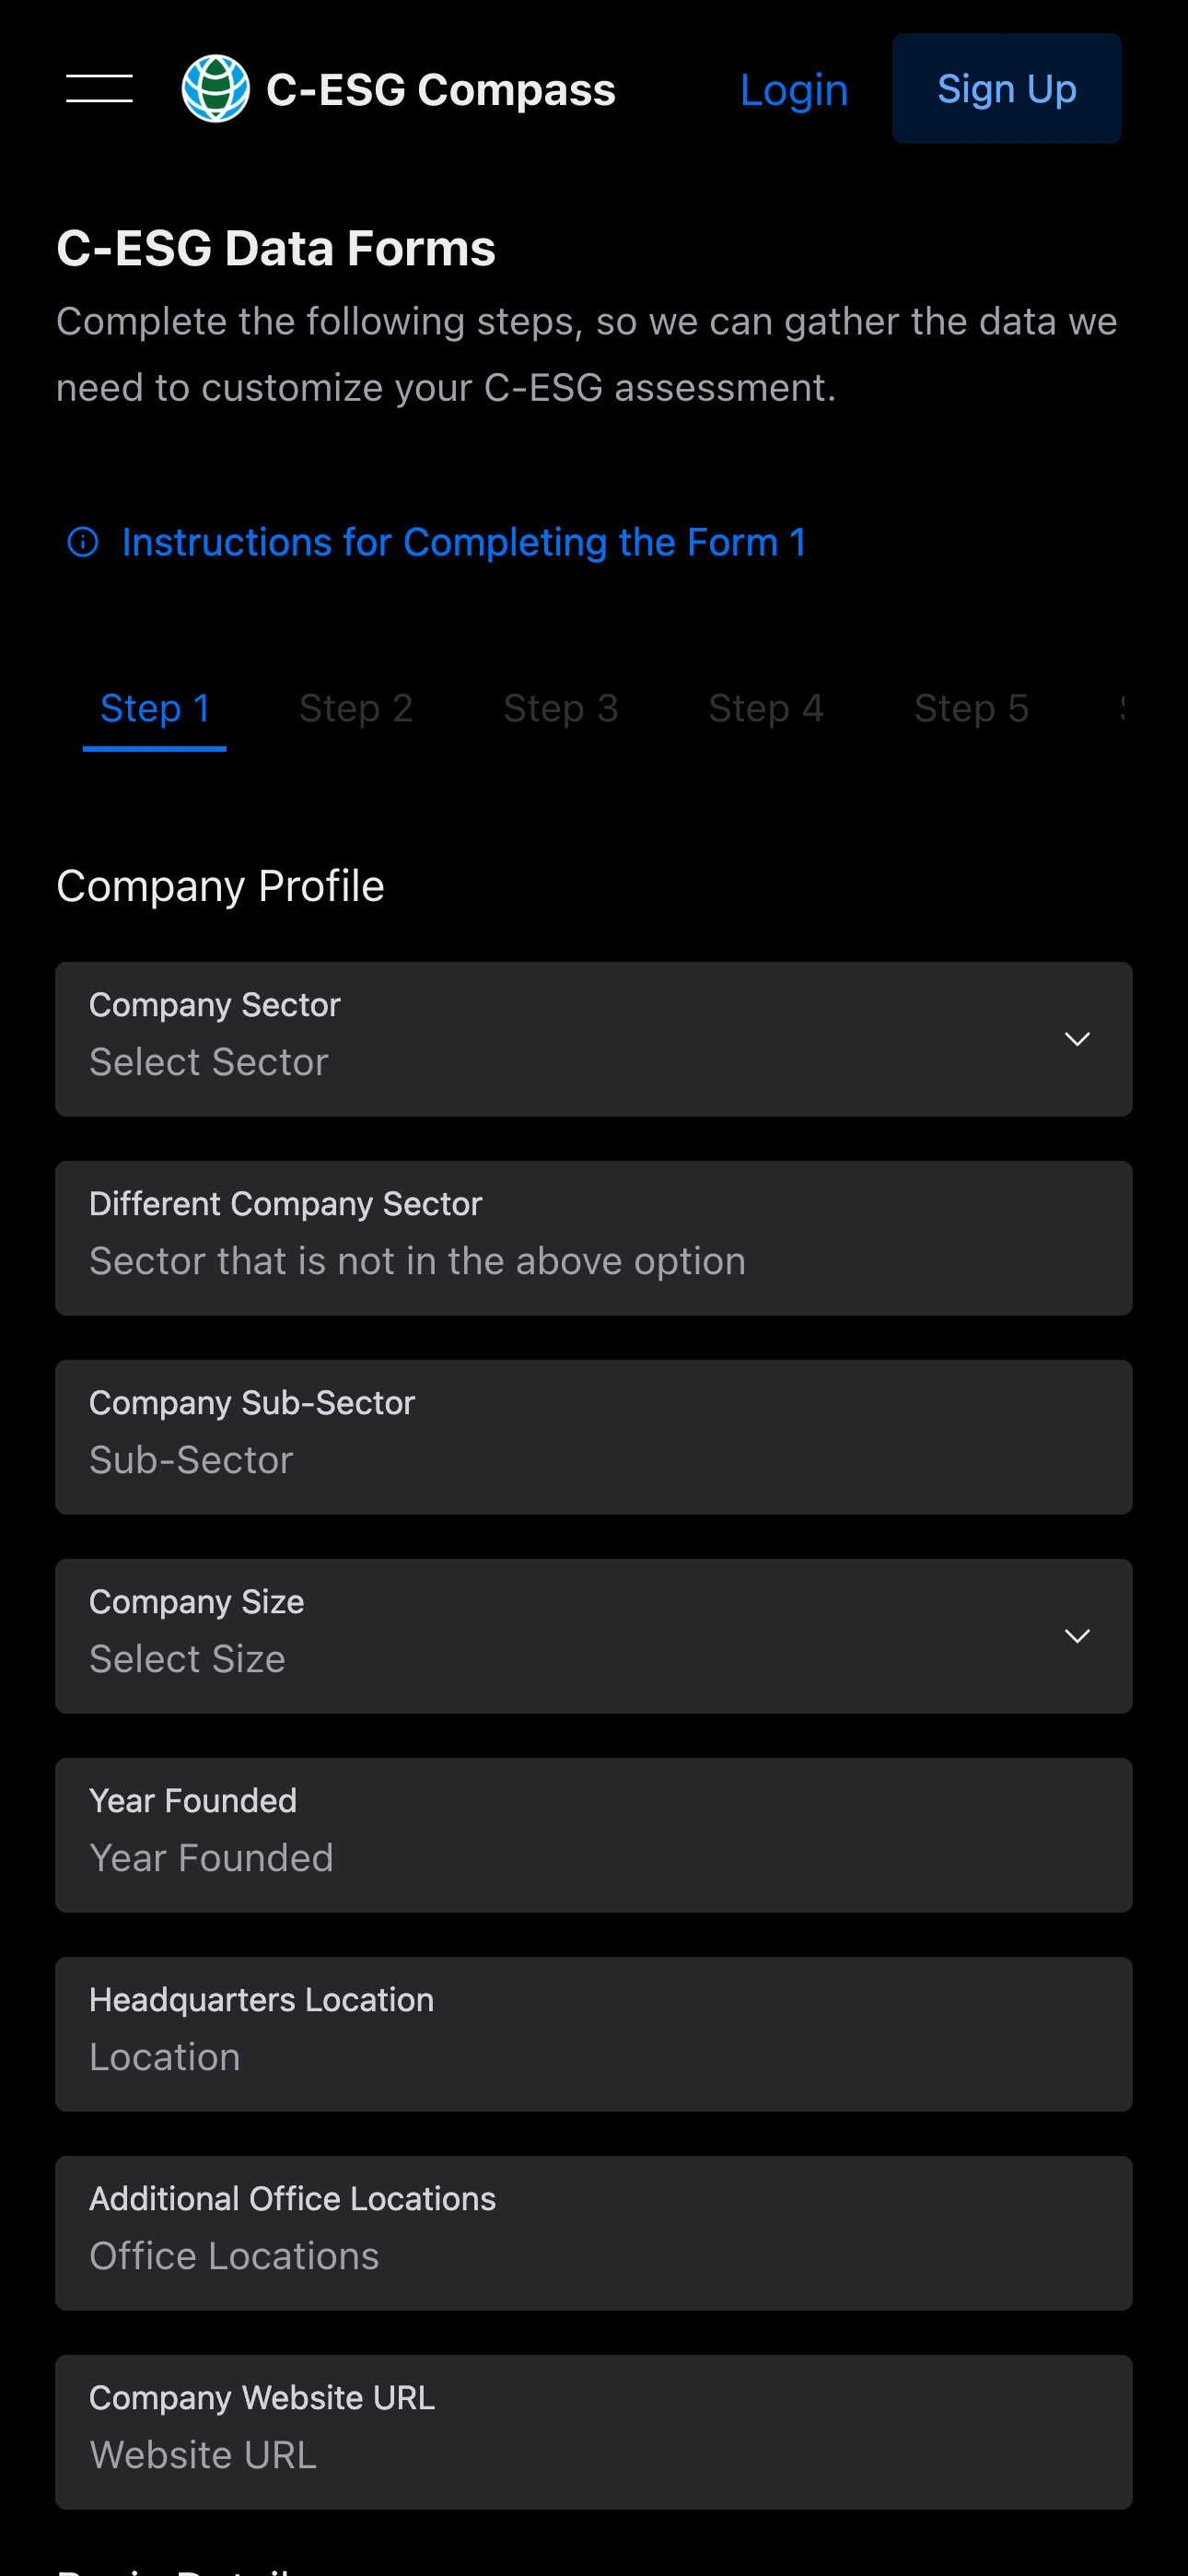 C-ESG Compass
Login
Sign Up
C-ESG Data Forms
Complete the following steps, so we can gather the data we
need to customize your C-ESG assessment.
Instructions for Completing the Form 1
Step 1
Step 2
Step 3
Step 4
Step 5
Company Profile
Company Sector
Select Sector
Different Company Sector
Sector that is not in the above option
Company Sub-Sector
Sub-Sector
Company Size
Select Size
Year Founded
Year Founded
Headquarters Location
Location
Additional Office Locations
Office Locations
Company Website URL
Website URL